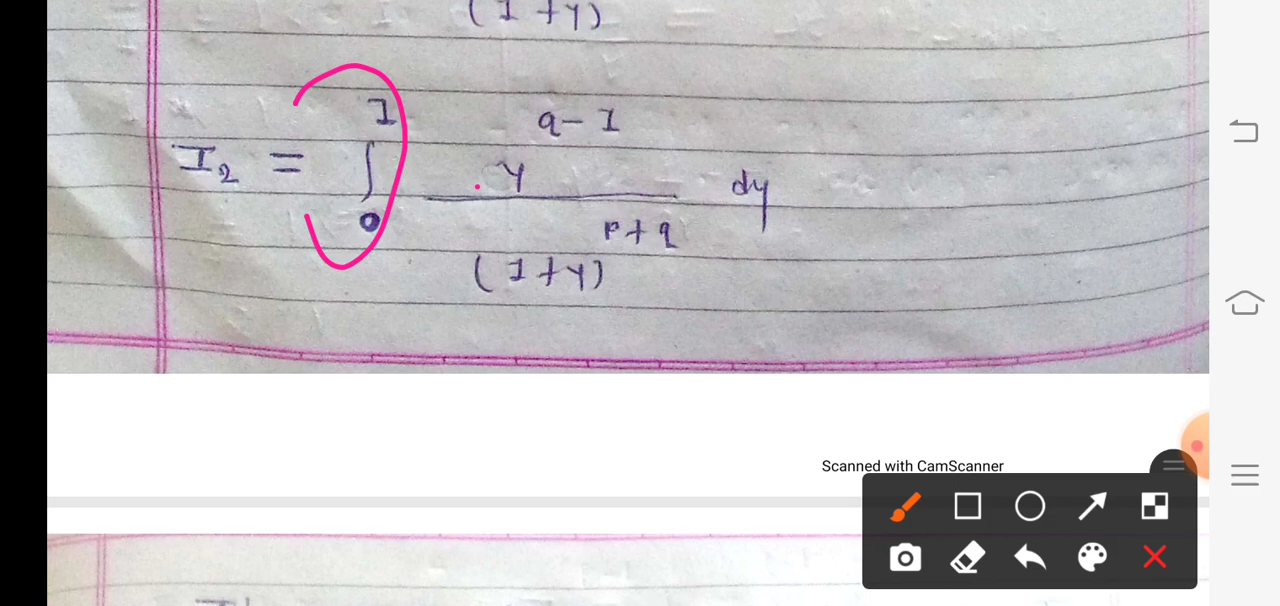 (1+y)
I₂ = ∫₀¹ y^(q-1) / (1+y)^(p+q) dy
Scanned with CamScanner